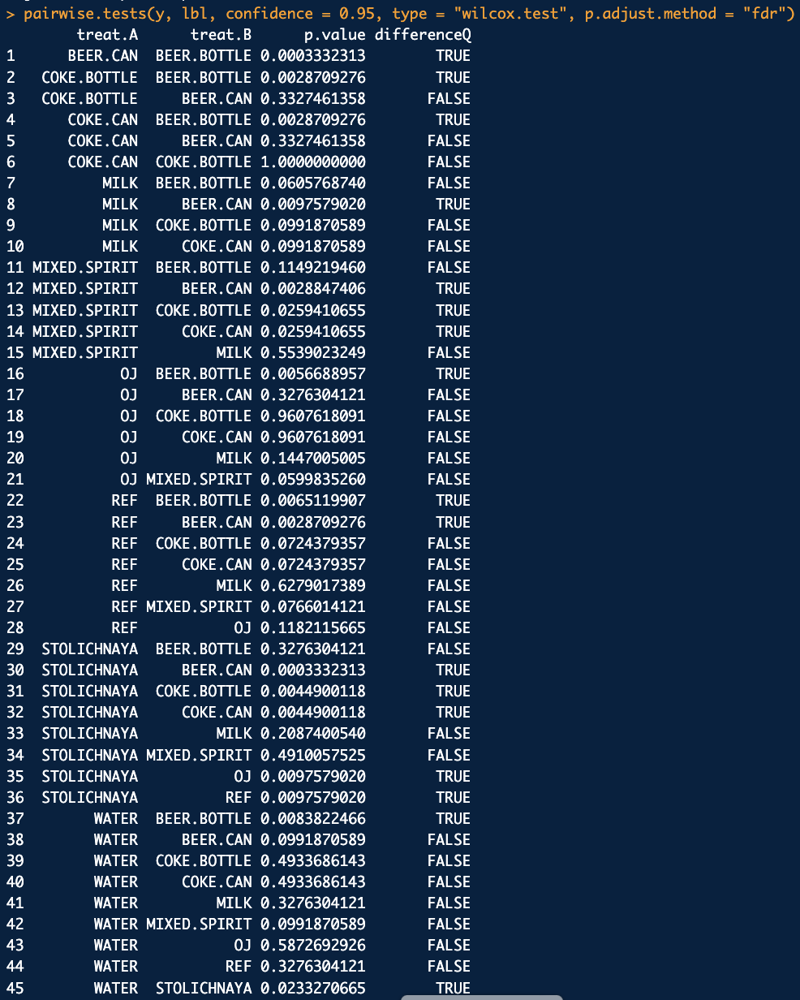 > pairwise.tests(y, lbl, confidence = 0.95, type = "wilcox.test", p.adjust.method = "fdr")
treat.A treat.B p.value differenceQ
1 BEER.CAN BEER.BOTTLE 0.0003332313 TRUE
2 COKE.BOTTLE BEER.BOTTLE 0.0028709276 TRUE
3 COKE.BOTTLE BEER.CAN 0.3327461358 FALSE
4 COKE.CAN BEER.BOTTLE 0.0028709276 TRUE
5 COKE.CAN BEER.CAN 0.3327461358 FALSE
6 COKE.CAN COKE.BOTTLE 1.0000000000 FALSE
7 MILK BEER.BOTTLE 0.0605768740 FALSE
8 MILK BEER.CAN 0.0097579020 TRUE
9 MILK COKE.BOTTLE 0.0991870589 FALSE
10 MILK COKE.CAN 0.0991870589 FALSE
11 MIXED.SPIRIT BEER.BOTTLE 0.1149219460 FALSE
12 MIXED.SPIRIT BEER.CAN 0.0028847406 TRUE
13 MIXED.SPIRIT COKE.BOTTLE 0.0259410655 TRUE
14 MIXED.SPIRIT COKE.CAN 0.0259410655 TRUE
15 MIXED.SPIRIT MILK 0.5539023249 FALSE
16 OJ BEER.BOTTLE 0.0056688957 TRUE
17 OJ BEER.CAN 0.3276304121 FALSE
18 OJ COKE.BOTTLE 0.9607618091 FALSE
19 OJ COKE.CAN 0.9607618091 FALSE
20 OJ MILK 0.1447005005 FALSE
21 OJ MIXED.SPIRIT 0.0599835260 FALSE
22 REF BEER.BOTTLE 0.0065119907 TRUE
23 REF BEER.CAN 0.0028709276 TRUE
24 REF COKE.BOTTLE 0.0724379357 FALSE
25 REF COKE.CAN 0.0724379357 FALSE
26 REF MILK 0.6279017389 FALSE
27 REF MIXED.SPIRIT 0.0766014121 FALSE
28 REF OJ 0.1182115665 FALSE
29 STOLICHNAYA BEER.BOTTLE 0.3276304121 FALSE
30 STOLICHNAYA BEER.CAN 0.0003332313 TRUE
31 STOLICHNAYA COKE.BOTTLE 0.0044900118 TRUE
32 STOLICHNAYA COKE.CAN 0.0044900118 TRUE
33 STOLICHNAYA MILK 0.2087400540 FALSE
34 STOLICHNAYA MIXED.SPIRIT 0.4910057525 FALSE
35 STOLICHNAYA OJ 0.0097579020 TRUE
36 STOLICHNAYA REF 0.0097579020 TRUE
37 WATER BEER.BOTTLE 0.0083822466 TRUE
38 WATER BEER.CAN 0.0991870589 FALSE
39 WATER COKE.BOTTLE 0.4933686143 FALSE
40 WATER COKE.CAN 0.4933686143 FALSE
41 WATER MILK 0.3276304121 FALSE
42 WATER MIXED.SPIRIT 0.0991870589 FALSE
43 WATER OJ 0.5872692926 FALSE
44 WATER REF 0.3276304121 FALSE
45 WATER STOLICHNAYA 0.0233270665 TRUE